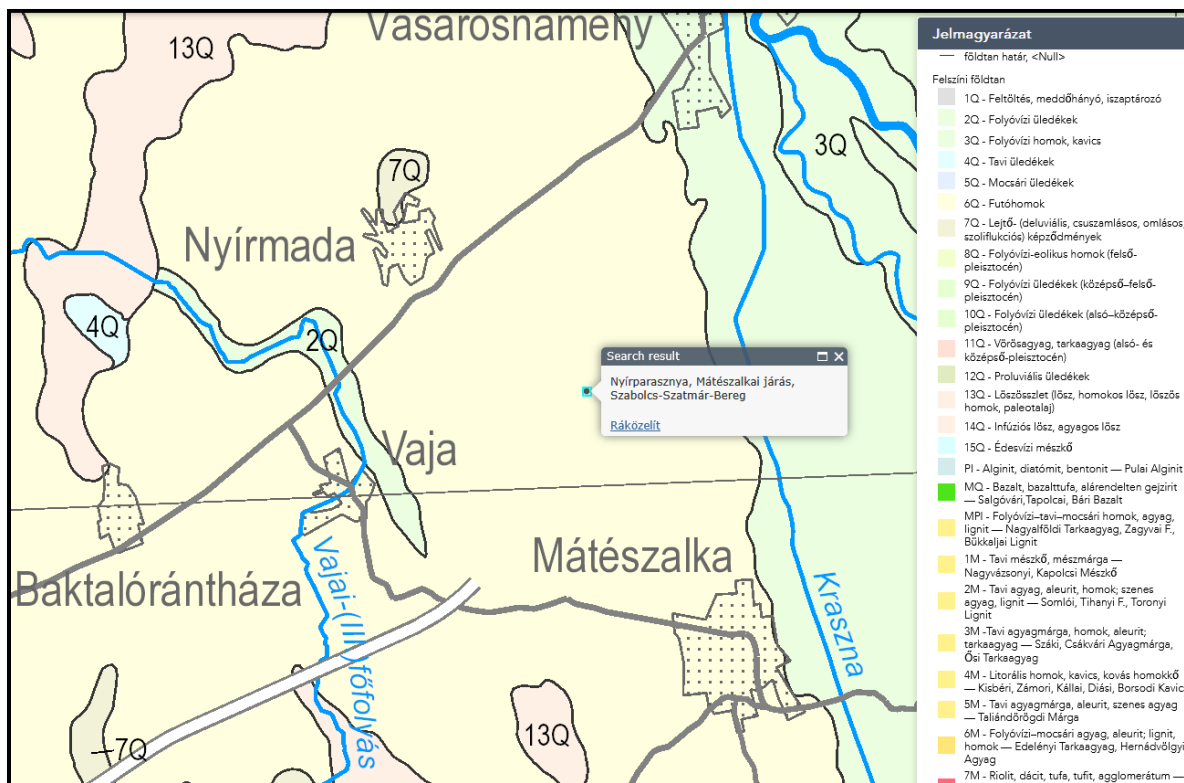 Vásárosnamény
13Q
7Q
3Q
Nyírmada
4Q
2Q
Search result
Nyírparasznya, Mátészalkai járás,
Szabolcs-Szatmár-Bereg
Ráközelít
Vaja
Mátészalka
Baktalórántháza
Vajai-(III.)főfolyás
Kraszna
13Q
7Q
Jelmagyarázat
földtan határ, <Null>
Felszíni földtan
1Q - Feltöltés, meddőhányó, iszaptározó
2Q - Folyóvízi üledékek
3Q - Folyóvízi homok, kavics
4Q - Tavi üledékek
5Q - Mocsári üledékek
6Q - Futóhomok
7Q - Lejtő- (deluviális, csuszamlásos, omlásos,
szoliflukciós) képződmények
8Q - Folyóvízi-eolikus homok (felső-
pleisztocén)
9Q - Folyóvízi üledékek (középső–felső-
pleisztocén)
10Q - Folyóvízi üledékek (alsó–középső-
pleisztocén)
11Q - Vörösagyag, tarkaagyag (alsó- és
középső-pleisztocén)
12Q - Proluviális üledékek
13Q - Löszösszlet (lösz, homokos lösz, löszös
homok, paleotalaj)
14Q - Infúziós lösz, agyagos lösz
15Q - Édesvízi mészkő
Pl - Alginit, diatómit, bentonit — Pulai Alginit
MQ - Bazalt, bazalttufa, alárendelten gejzirit
— Salgóvári,Tapolcai, Bári Bazalt
MPl - Folyóvízi–tavi–mocsári homok, agyag,
lignit — Nagyalföldi Tarkaagyag, Zagyvai F.,
Bükkaljai Lignit
1M - Tavi mészkő, mészmárga —
Nagyvázsonyi, Kapolcsi Mészkő
2M - Tavi agyag, aleurit, homok; szenes
agyag, lignit — Somlói, Tihanyi F., Toronyi
Lignit
3M -Tavi agyagmárga, homok, aleurit;
tarkaagyag — Száki, Csákvári Agyagmárga,
Ősi Tarkaagyag
4M - Litorális homok, kavics, kovás homokkő
— Kisbéri, Zámori, Kállai, Diási, Borsodi Kavic
5M - Tavi agyagmárga, aleurit, szenes agyag
— Taliándörögdi Márga
6M - Folyóvízi–mocsári agyag, aleurit; lignit,
homok — Edelényi Tarkaagyag, Hernádvölgyi
Agyag
7M - Riolit, dácit, tufa, tufit, agglomerátum —